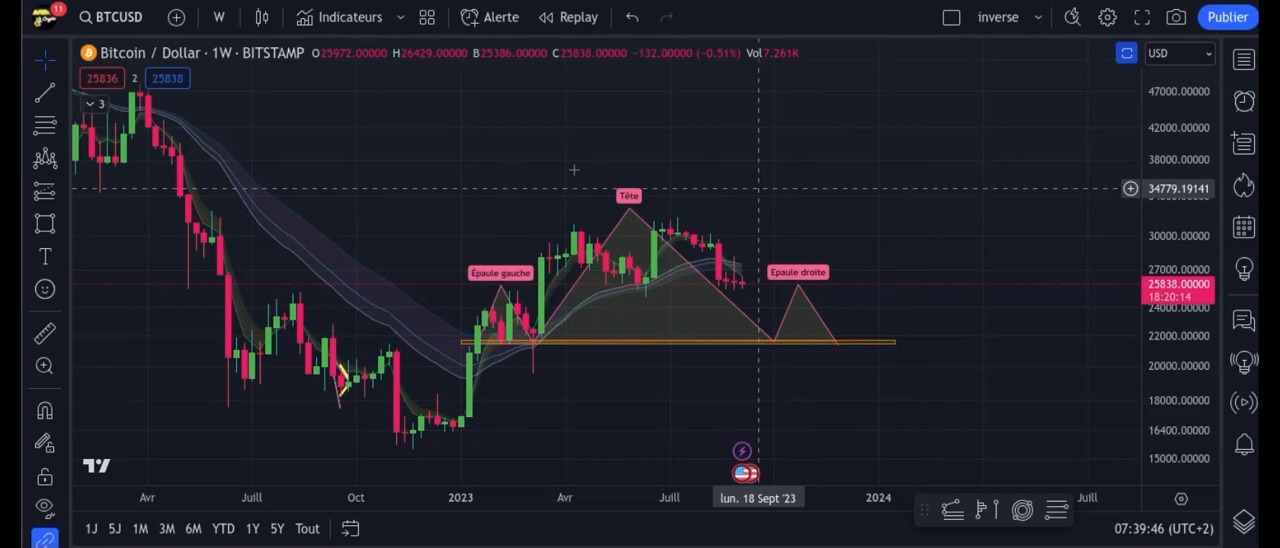 11
BTCUSD
W
Indicateurs
Alerte
Replay
inverse
Publier
Bitcoin / Dollar · 1W · BITSTAMP O25972.00000 H26429.00000 B25386.00000 C25838.00000 -132.00000 (-0.51%) Vol7.261K
USD
25836
2
25838
3
47000.00000
42000.00000
38000.00000
34779.19141
30000.00000
27000.00000
25838.00000
18:20:14
24000.00000
22000.00000
20000.00000
18000.00000
16400.00000
15000.00000
Tête
Épaule gauche
Epaule droite
Avr
Juill
Oct
2023
Avr
Juill
lun. 18 Sept '23
2024
Juill
1J
5J
1M
3M
6M
YTD
1Y
5Y
Tout
07:39:46 (UTC+2)